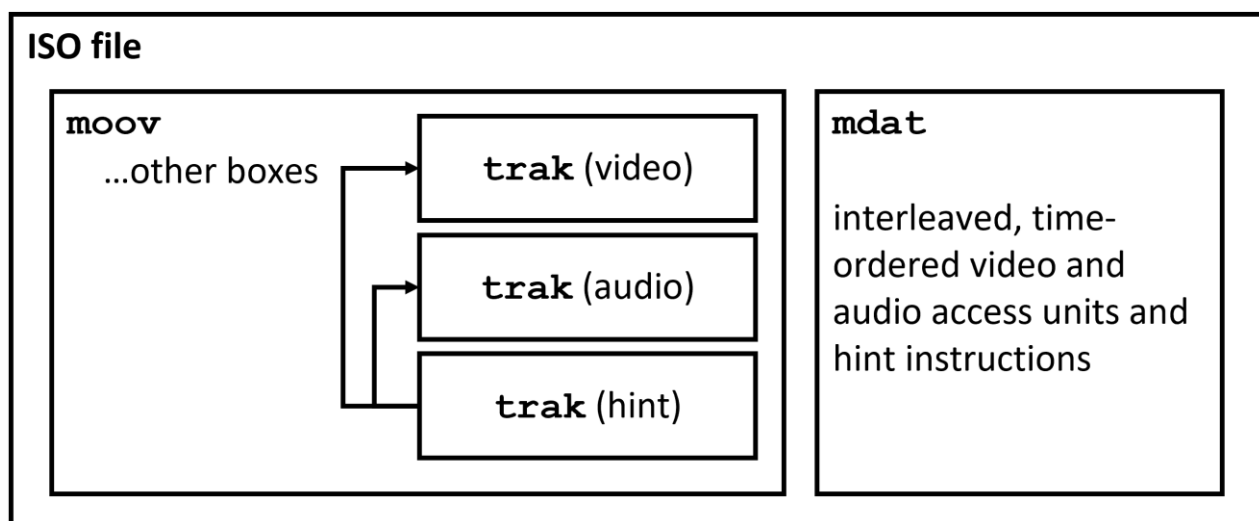 ISO file
moov
...other boxes
trak (video)
trak (audio)
trak (hint)
mdat
interleaved, time-
ordered video and
audio access units and
hint instructions